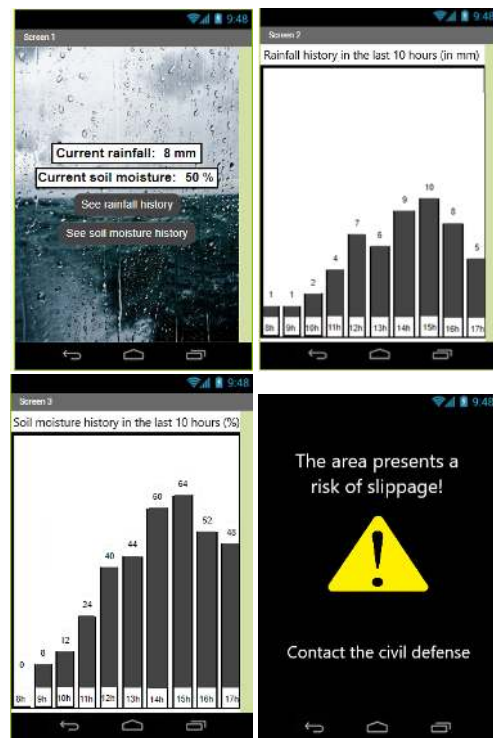 9:48
Screen 1
Current rainfall: 8 mm
Current soil moisture: 50 %
See rainfall history
See soil moisture history
9:48
Screen 2
Rainfall history in the last 10 hours (in mm)
1 1 2 4 7 6 9 10 8 5
8h 9h 10h 11h 12h 13h 14h 15h 16h 17h
9:48
Screen 3
Soil moisture history in the last 10 hours (%)
0 8 12 24 40 44 60 64 52 48
8h 9h 10h 11h 12h 13h 14h 15h 16h 17h
9:48
The area presents a
risk of slippage!
Contact the civil defense